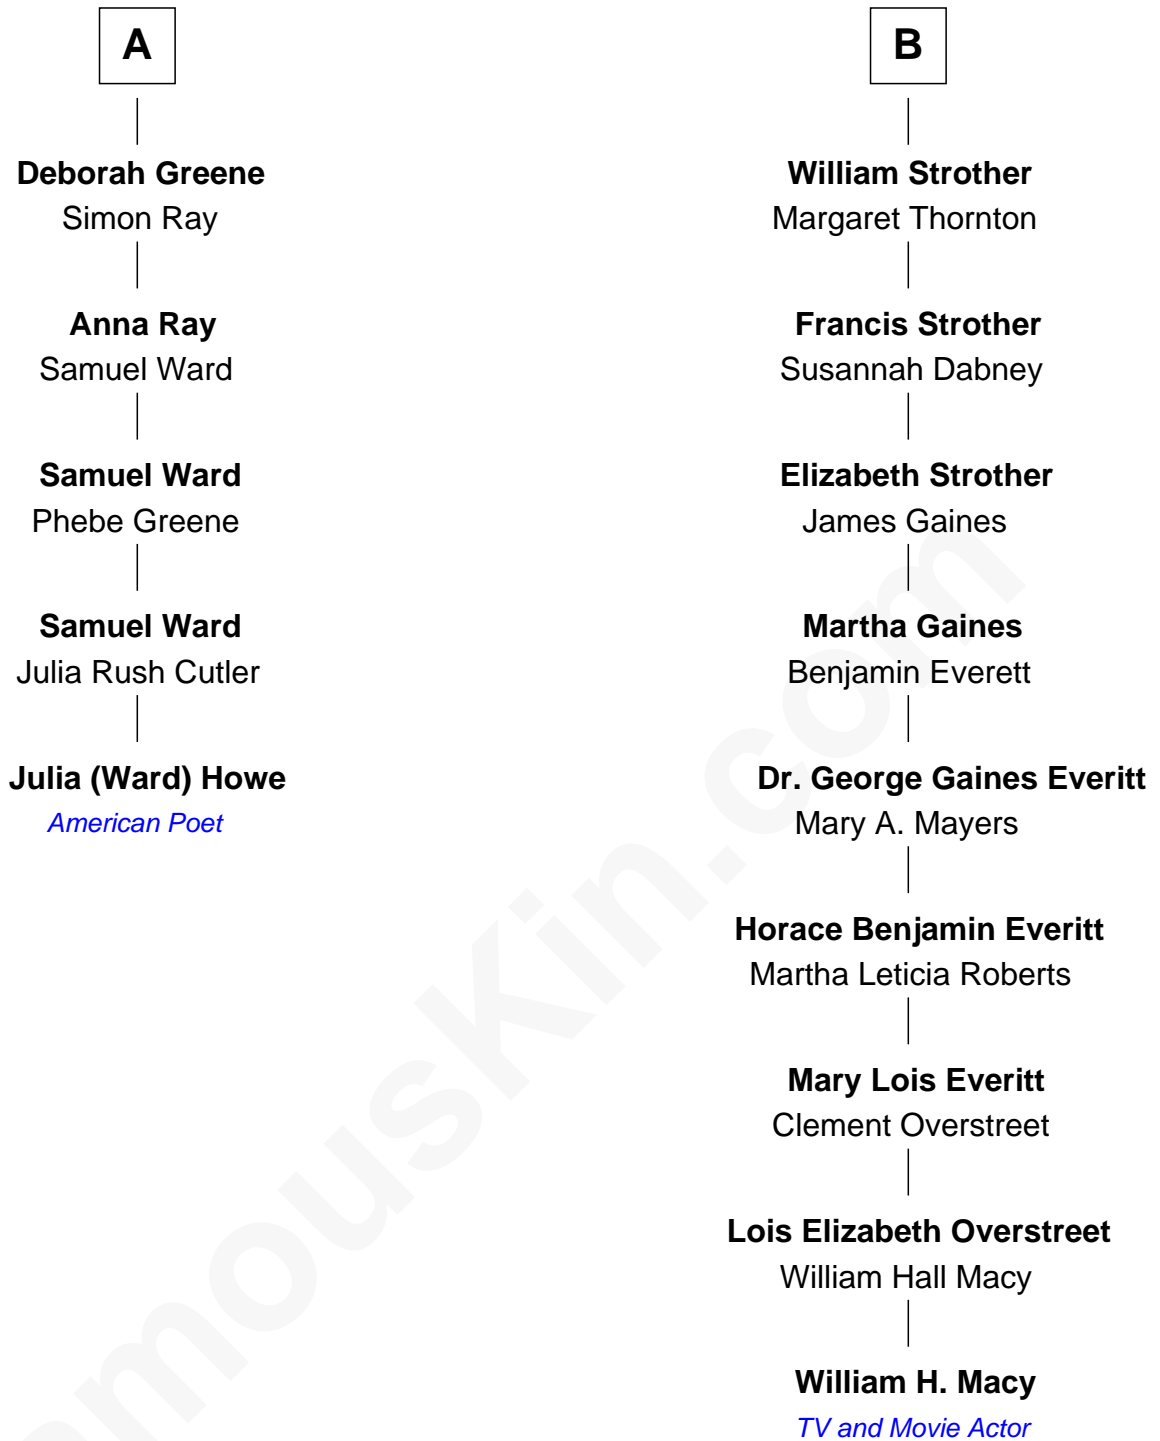 A
Deborah Greene
Simon Ray
Anna Ray
Samuel Ward
Samuel Ward
Phebe Greene
Samuel Ward
Julia Rush Cutler
Julia (Ward) Howe
American Poet
B
William Strother
Margaret Thornton
Francis Strother
Susannah Dabney
Elizabeth Strother
James Gaines
Martha Gaines
Benjamin Everett
Dr. George Gaines Everitt
Mary A. Mayers
Horace Benjamin Everitt
Martha Leticia Roberts
Mary Lois Everitt
Clement Overstreet
Lois Elizabeth Overstreet
William Hall Macy
William H. Macy
TV and Movie Actor
amousKin.com